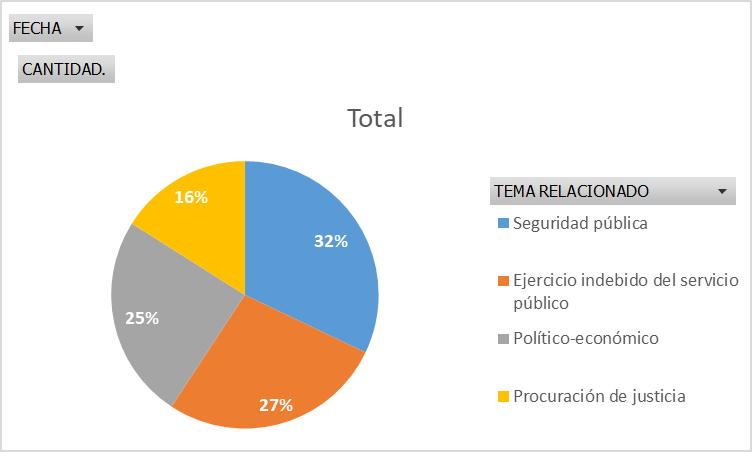 FECHA
CANTIDAD.
Total
16%
32%
25%
27%
TEMA RELACIONADO
Seguridad pública
Ejercicio indebido del servicio
público
Político-económico
Procuración de justicia